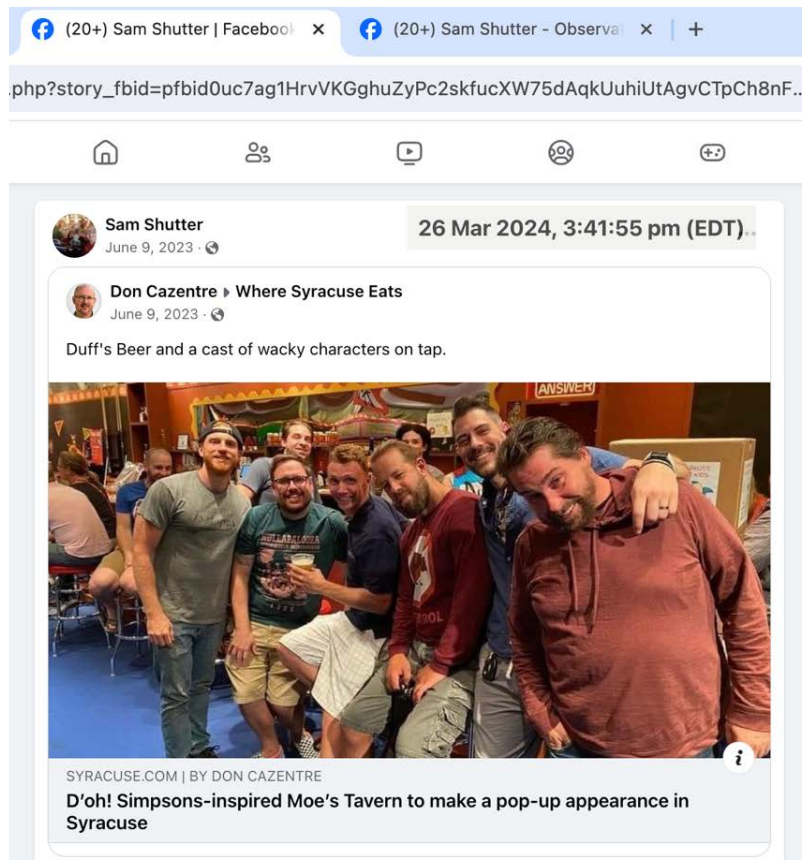 (20+) Sam Shutter | Facebook
(20+) Sam Shutter - Observa
.php?story_fbid=pfbid0uc7ag1HrvVKGghuZyPc2skfucXW75dAqkUuhiUtAgvCTpCh8nF..
Sam Shutter
June 9, 2023 ·
26 Mar 2024, 3:41:55 pm (EDT)..
Don Cazentre ▸ Where Syracuse Eats
June 9, 2023 ·
Duff's Beer and a cast of wacky characters on tap.
ANSWER
HULLABALOOZA
SYRACUSE.COM | BY DON CAZENTRE
D'oh! Simpsons-inspired Moe's Tavern to make a pop-up appearance in
Syracuse